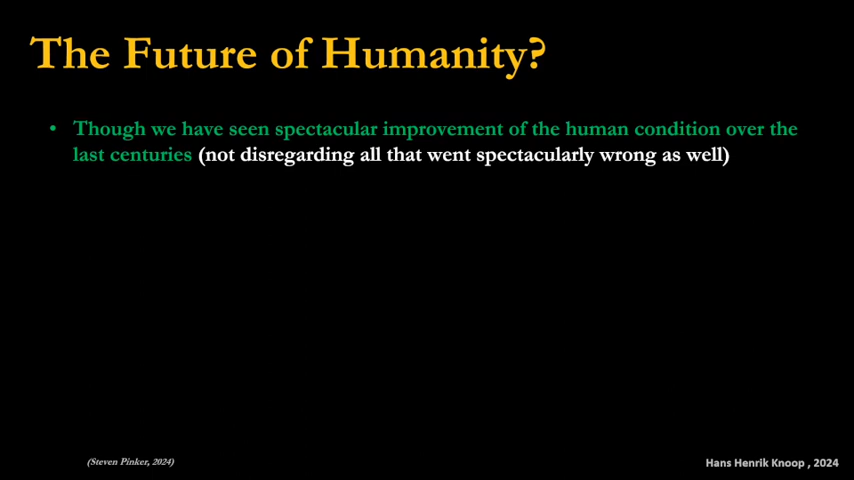 The Future of Humanity?
• Though we have seen spectacular improvement of the human condition over the
last centuries (not disregarding all that went spectacularly wrong as well)
(Steven Pinker, 2024)
Hans Henrik Knoop , 2024